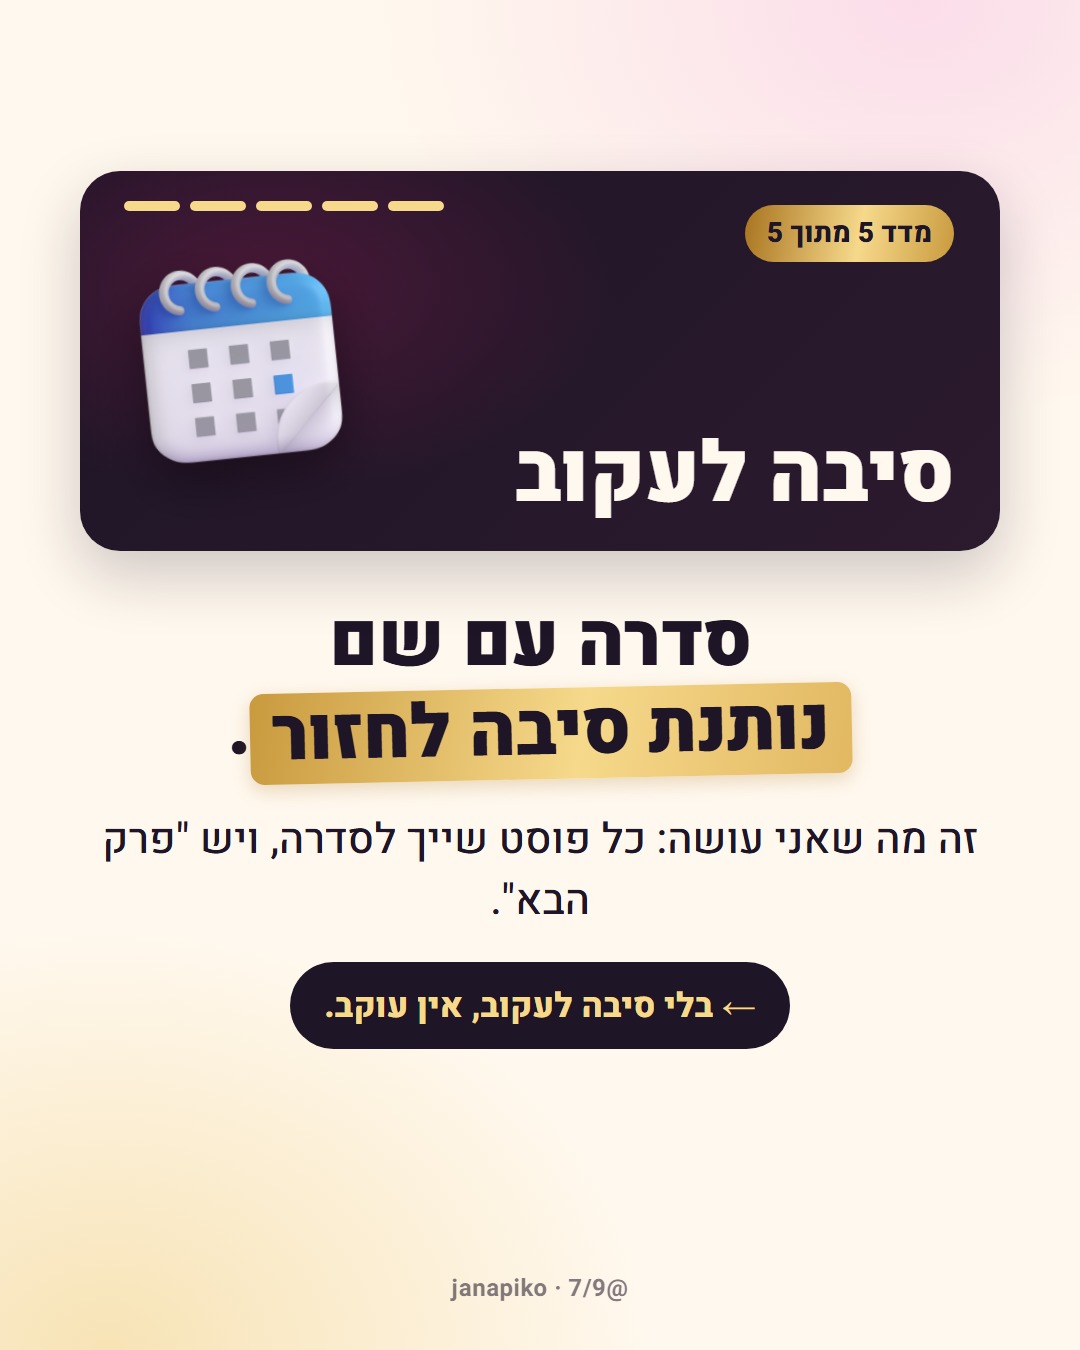 מדד 5 מתוך 5
סיבה לעקוב
סדרה עם שם
נותנת סיבה לחזור.
זה מה שאני עושה: כל פוסט שייך לסדרה, ויש "פרק
הבא".
← בלי סיבה לעקוב, אין עוקב.
janapiko · 7/9@